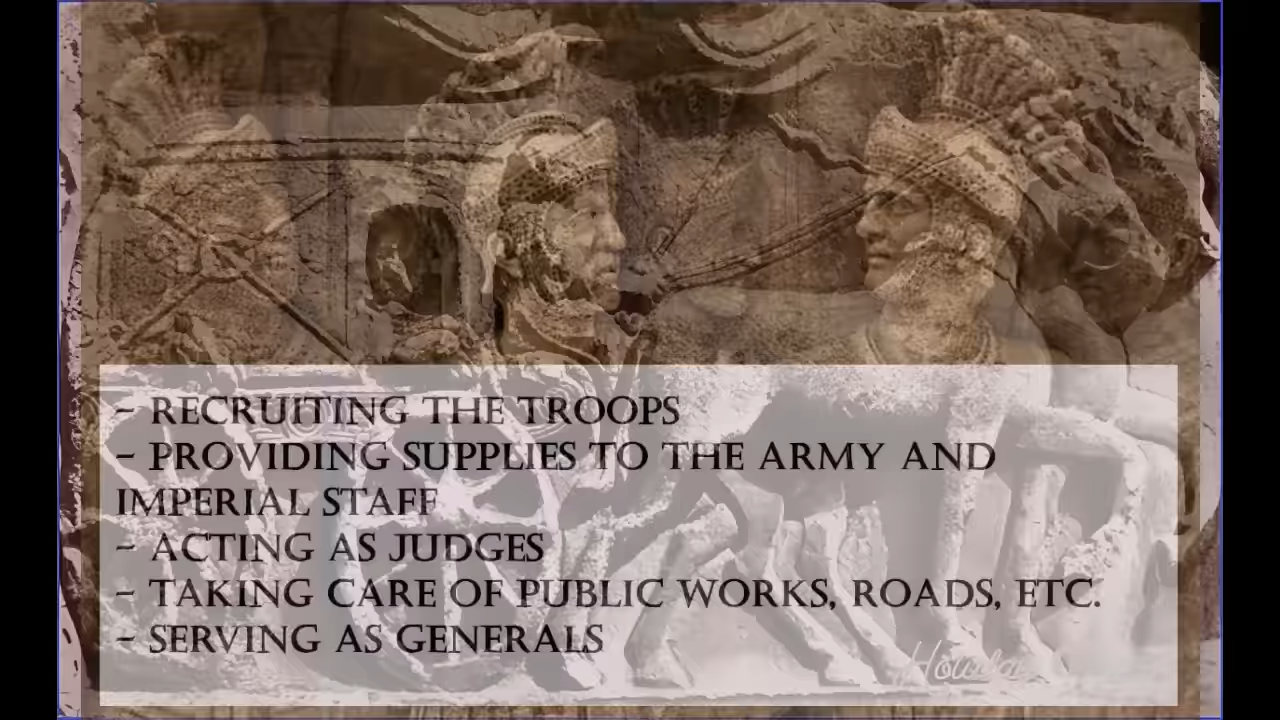 - RECRUITING THE TROOPS
- PROVIDING SUPPLIES TO THE ARMY AND
IMPERIAL STAFF
- ACTING AS JUDGES
- TAKING CARE OF PUBLIC WORKS, ROADS, ETC.
- SERVING AS GENERALS